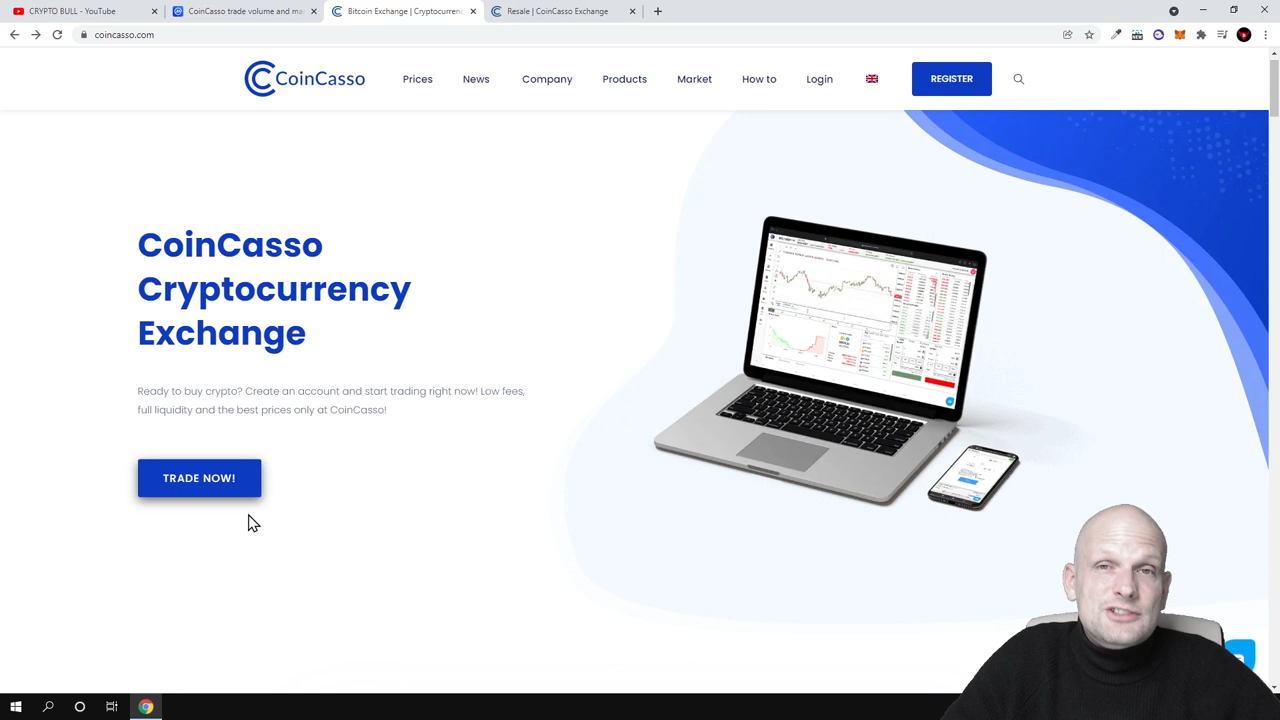 CRYPTO BULL - YouTube
CoinCasso trade volume and ma
Bitcoin Exchange | Cryptocurrenc
Resale | CoinCasso Exchange
coincasso.com
CoinCasso
Prices
News
Company
Products
Market
How to
Login
REGISTER
CoinCasso
Cryptocurrency
Exchange
Ready to buy crypto? Create an account and start trading right now! Low fees,
full liquidity and the best prices only at CoinCasso!
TRADE NOW!